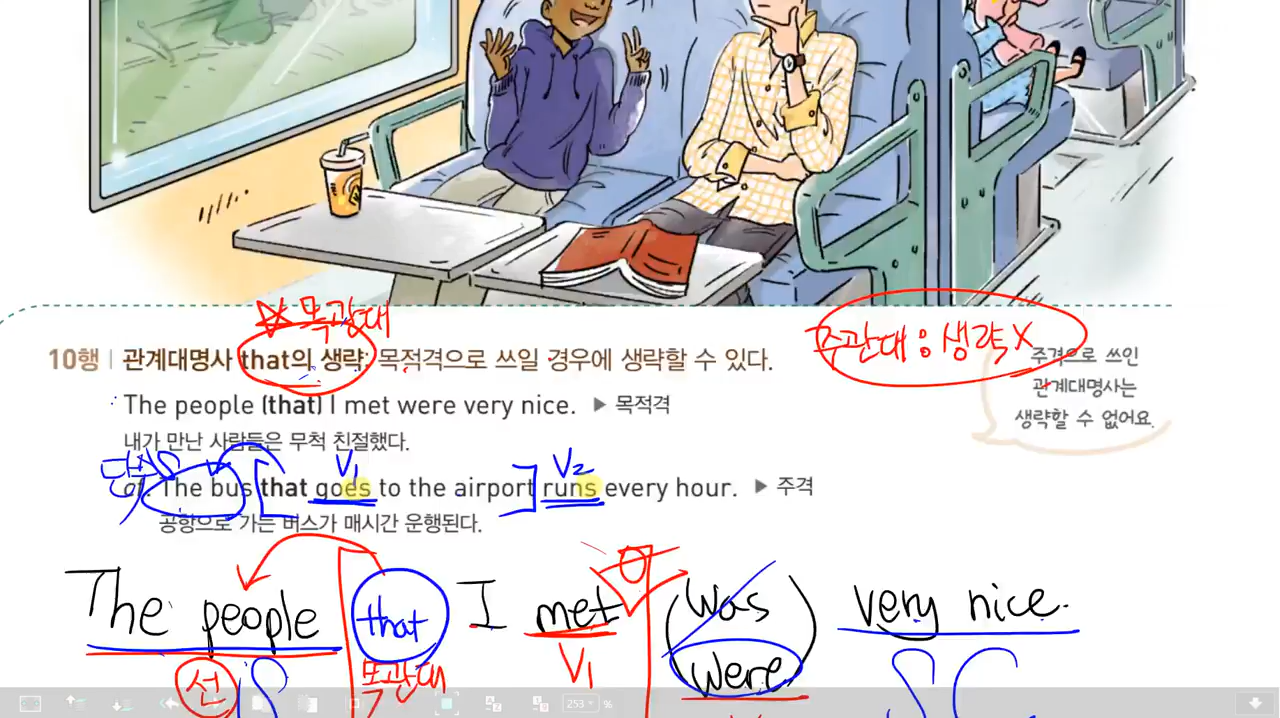 ☆ 목관대
주관대 : 생략X
10행 | 관계대명사 that의 생략: 목적격으로 쓰일 경우에 생략할 수 있다.
주격으로 쓰인
관계대명사는
생략할 수 없어요.
The people (that) I met were very nice. ▶ 목적격
내가 만난 사람들은 무척 친절했다.
단수S
V₁
V₂
cf. The bus that goes to the airport runs every hour. ▶ 주격
공항으로 가는 버스가 매시간 운행된다.
The people that I met (was very nice.
were)
선
S
목관대
V₁
S C
253 %